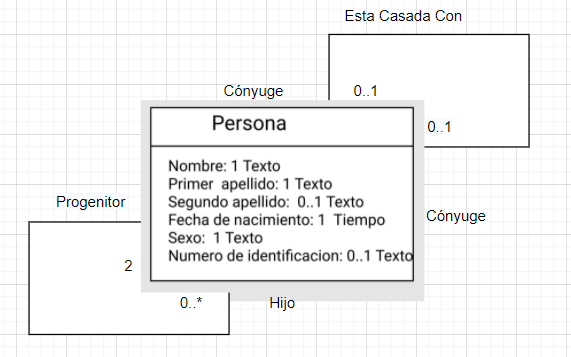 Esta Casada Con
Cónyuge
0..1
Persona
0..1
Nombre: 1 Texto
Primer apellido: 1 Texto
Segundo apellido: 0..1 Texto
Progenitor
Fecha de nacimiento: 1 Tiempo
Cónyuge
Sexo: 1 Texto
Numero de identificacion: 0..1 Texto
2
0..*
Hijo